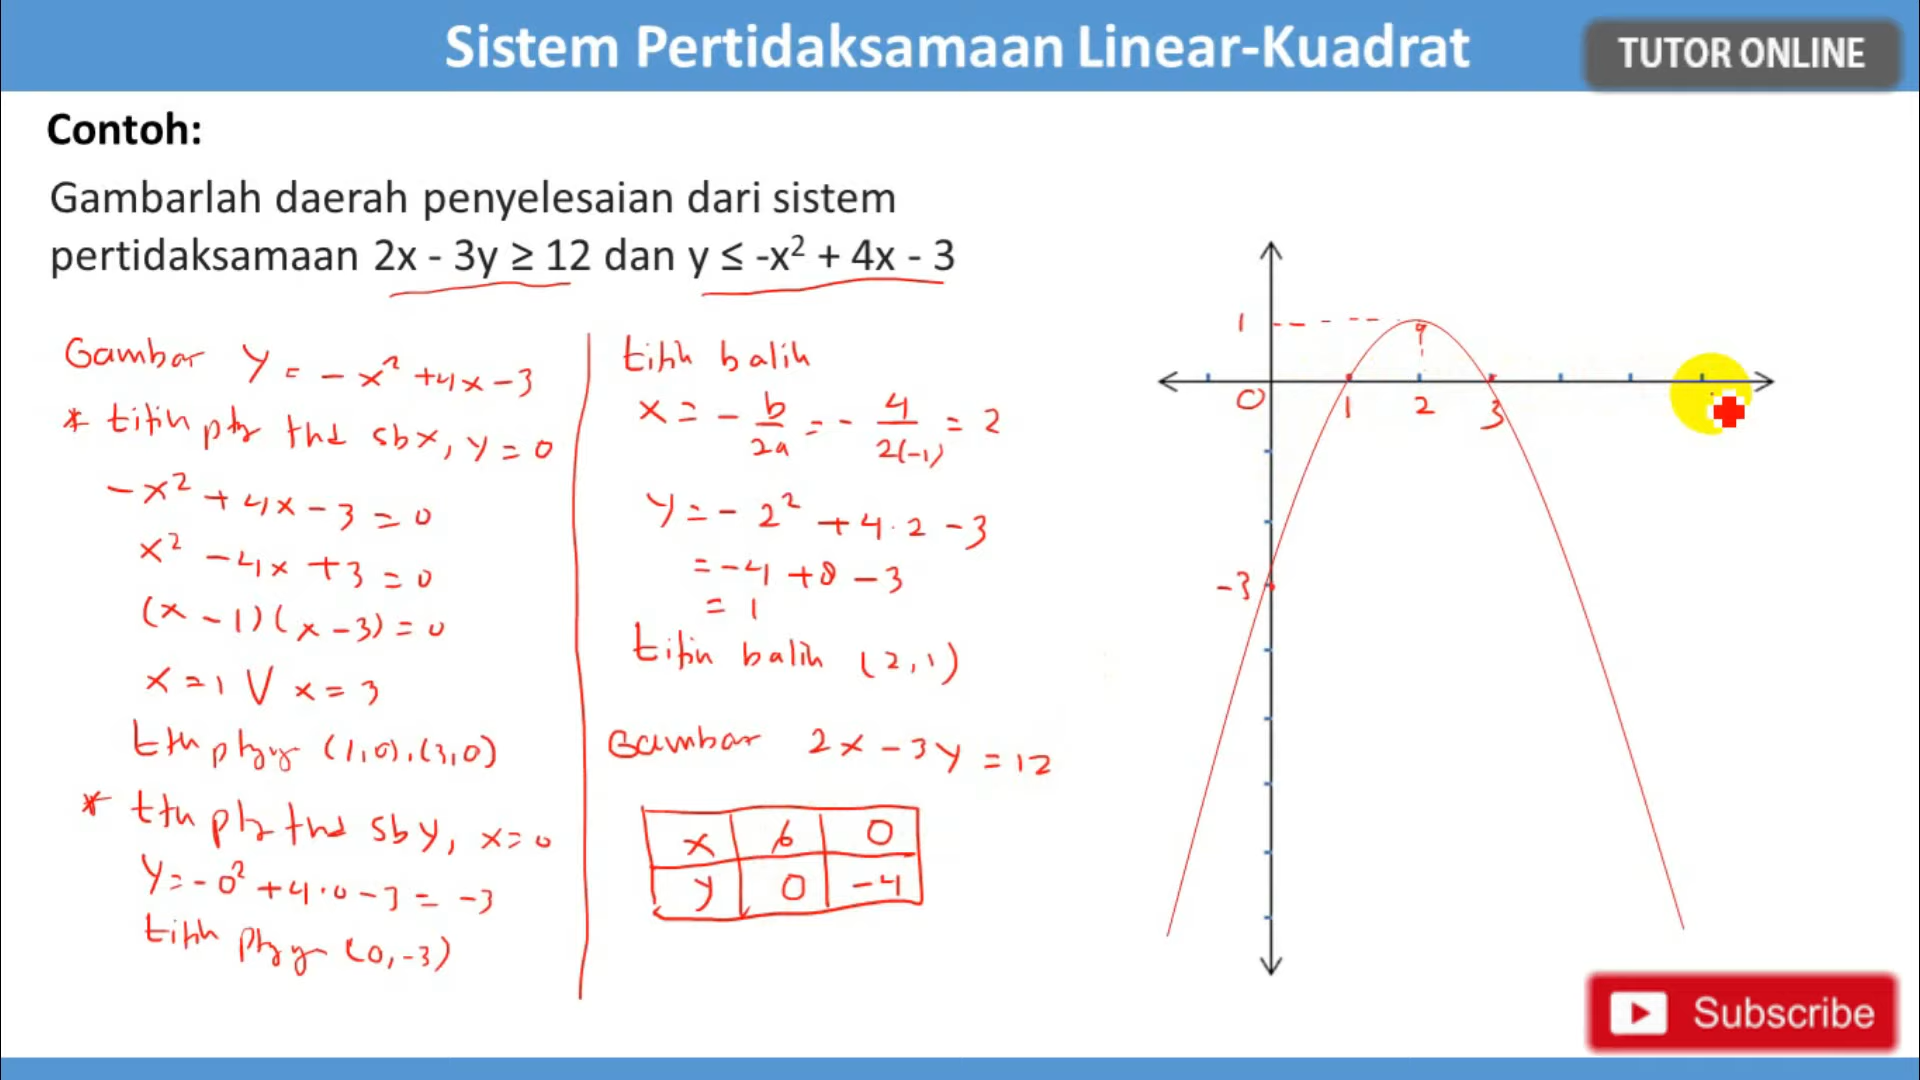 Sistem Pertidaksamaan Linear-Kuadrat
TUTOR ONLINE
Contoh:
Gambarlah daerah penyelesaian dari sistem
pertidaksamaan 2x - 3y ≥ 12 dan y ≤ -x² + 4x - 3
Gambar y = -x² + 4x - 3
* titik ptg thd sbx, y = 0
-x² + 4x - 3 = 0
x² - 4x + 3 = 0
(x - 1)(x - 3) = 0
x = 1 V x = 3
ttk ptgny (1,0), (3,0)
* ttk ptg thd sby, x = 0
y = -0² + 4·0 - 3 = -3
titik ptgny (0,-3)
titik balik
x = - b/2a = - 4/2(-1) = 2
y = - 2² + 4·2 - 3
= -4 + 8 - 3
= 1
titik balik (2,1)
Gambar 2x - 3y = 12
x 6 0
y 0 -4
1
0 1 2 3
-3
Subscribe